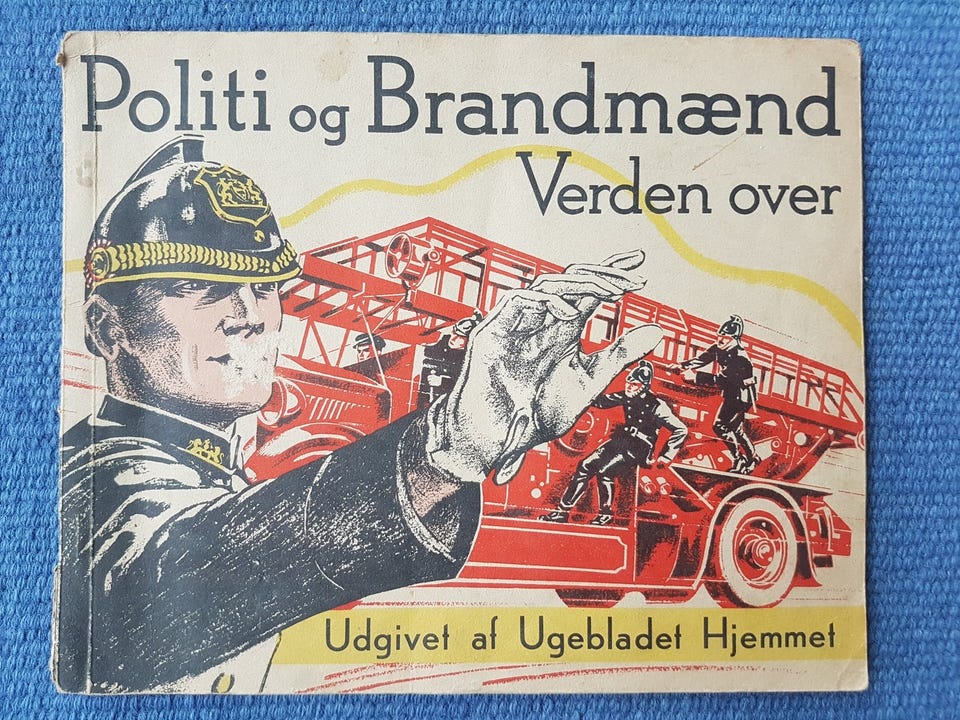 Politi og Brandmænd
Verden over
Udgivet af Ugebladet Hjemmet